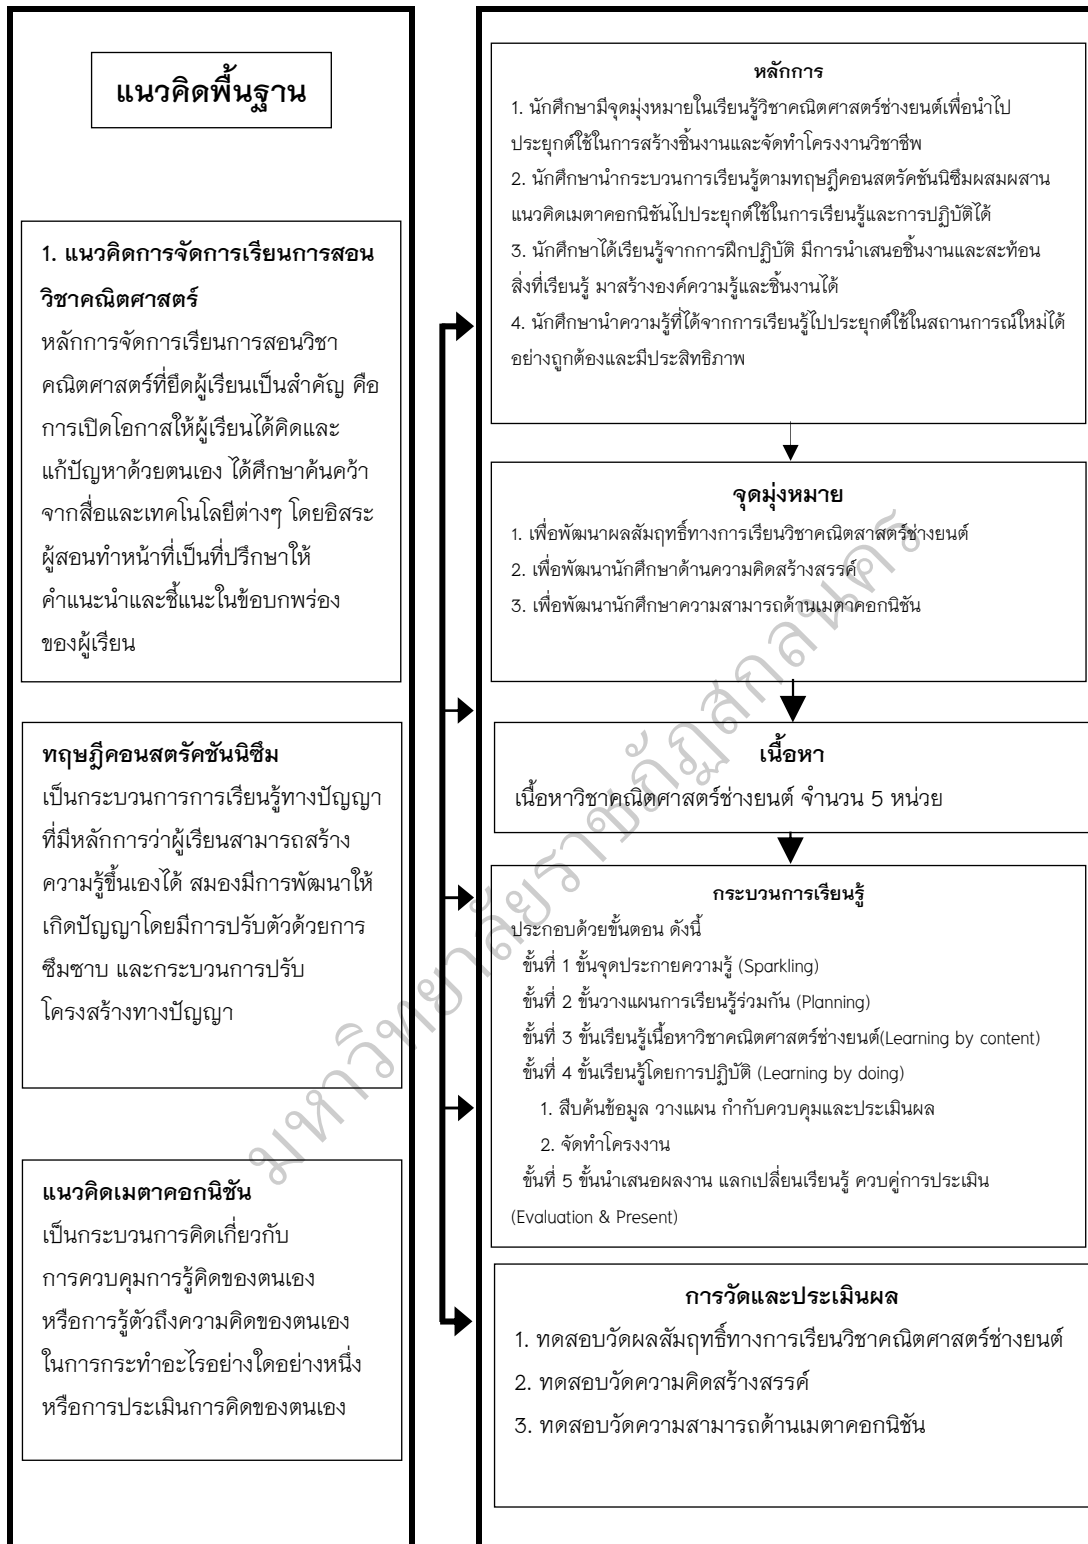 แนวคิดพื้นฐาน
1. แนวคิดการจัดการเรียนการสอน
วิชาคณิตศาสตร์
หลักการจัดการเรียนการสอนวิชา
คณิตศาสตร์ที่ยึดผู้เรียนเป็นสำคัญ คือ
การเปิดโอกาสให้ผู้เรียนได้คิดและ
แก้ปัญหาด้วยตนเอง ได้ศึกษาค้นคว้า
จากสื่อและเทคโนโลยีต่างๆ โดยอิสระ
ผู้สอนทำหน้าที่เป็นที่ปรึกษาให้
คำแนะนำและชี้แนะในข้อบกพร่อง
ของผู้เรียน
ทฤษฎีคอนสตรัคชันนิซึม
เป็นกระบวนการการเรียนรู้ทางปัญญา
ที่มีหลักการว่าผู้เรียนสามารถสร้าง
ความรู้ขึ้นเองได้ สมองมีการพัฒนาให้
เกิดปัญญาโดยมีการปรับตัวด้วยการ
ซึมซาบ และกระบวนการปรับ
โครงสร้างทางปัญญา
แนวคิดเมตาคอกนิชัน
เป็นกระบวนการคิดเกี่ยวกับ
การควบคุมการรู้คิดของตนเอง
หรือการรู้ตัวถึงความคิดของตนเอง
ในการกระทำอะไรอย่างใดอย่างหนึ่ง
หรือการประเมินการคิดของตนเอง
หลักการ
1. นักศึกษามีจุดมุ่งหมายในเรียนรู้วิชาคณิตศาสตร์ช่างยนต์เพื่อนำไป
ประยุกต์ใช้ในการสร้างชิ้นงานและจัดทำโครงงานวิชาชีพ
2. นักศึกษานำกระบวนการเรียนรู้ตามทฤษฎีคอนสตรัคชันนิซึมผสมผสาน
แนวคิดเมตาคอกนิชันไปประยุกต์ใช้ในการเรียนรู้และการปฏิบัติได้
3. นักศึกษาได้เรียนรู้จากการฝึกปฏิบัติ มีการนำเสนอชิ้นงานและสะท้อน
สิ่งที่เรียนรู้ มาสร้างองค์ความรู้และชิ้นงานได้
4. นักศึกษานำความรู้ที่ได้จากการเรียนรู้ไปประยุกต์ใช้ในสถานการณ์ใหม่ได้
อย่างถูกต้องและมีประสิทธิภาพ
จุดมุ่งหมาย
1. เพื่อพัฒนาผลสัมฤทธิ์ทางการเรียนวิชาคณิตสาสตร์ช่างยนต์
2. เพื่อพัฒนานักศึกษาด้านความคิดสร้างสรรค์
3. เพื่อพัฒนานักศึกษาความสามารถด้านเมตาคอกนิชัน
เนื้อหา
เนื้อหาวิชาคณิตศาสตร์ช่างยนต์ จำนวน 5 หน่วย
กระบวนการเรียนรู้
ประกอบด้วยขั้นตอน ดังนี้
ขั้นที่ 1 ขั้นจุดประกายความรู้ (Sparkling)
ขั้นที่ 2 ขั้นวางแผนการเรียนรู้ร่วมกัน (Planning)
ขั้นที่ 3 ขั้นเรียนรู้เนื้อหาวิชาคณิตศาสตร์ช่างยนต์(Learning by content)
ขั้นที่ 4 ขั้นเรียนรู้โดยการปฏิบัติ (Learning by doing)
1. สืบค้นข้อมูล วางแผน กำกับควบคุมและประเมินผล
2. จัดทำโครงงาน
ขั้นที่ 5 ขั้นนำเสนอผลงาน แลกเปลี่ยนเรียนรู้ ควบคู่การประเมิน
(Evaluation & Present)
การวัดและประเมินผล
1. ทดสอบวัดผลสัมฤทธิ์ทางการเรียนวิชาคณิตศาสตร์ช่างยนต์
2. ทดสอบวัดความคิดสร้างสรรค์
3. ทดสอบวัดความสามารถด้านเมตาคอกนิชัน
มหาวิทยาลัยราชภัฏสกลนคร